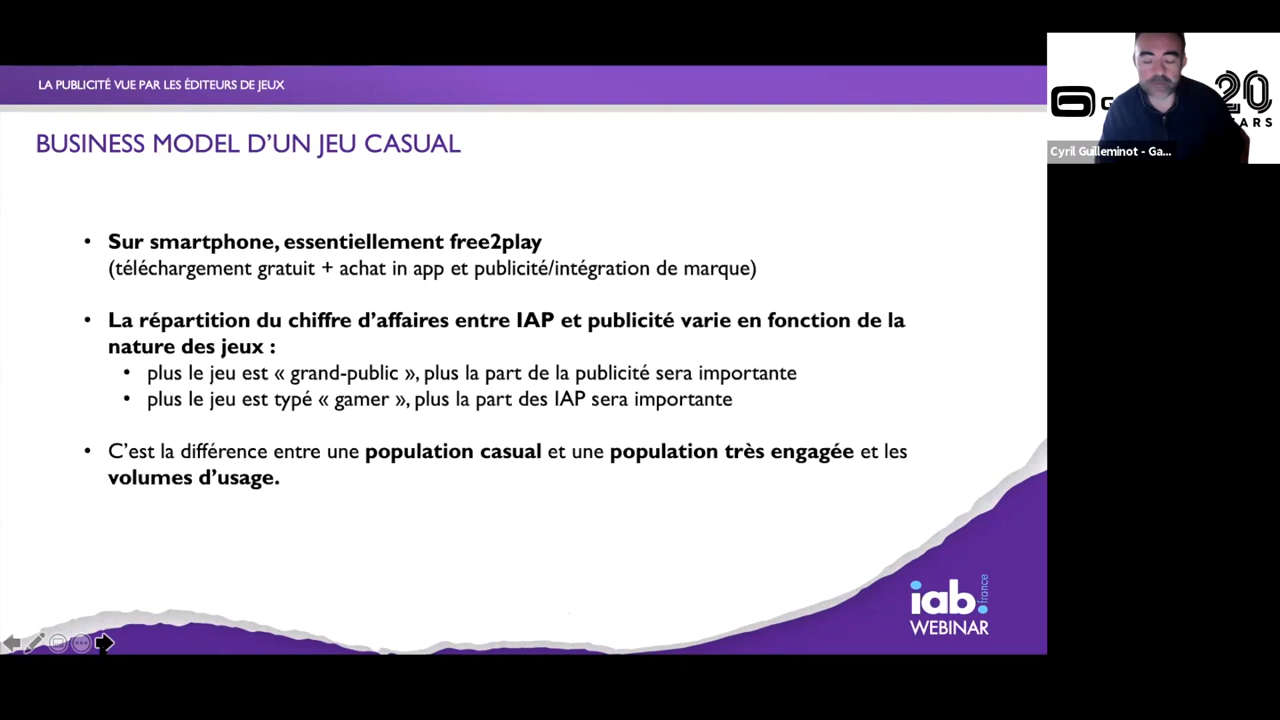 LA PUBLICITÉ VUE PAR LES ÉDITEURS DE JEUX
BUSINESS MODEL D'UN JEU CASUAL
• Sur smartphone, essentiellement free2play
(téléchargement gratuit + achat in app et publicité/intégration de marque)
• La répartition du chiffre d'affaires entre IAP et publicité varie en fonction de la
nature des jeux :
• plus le jeu est « grand-public », plus la part de la publicité sera importante
• plus le jeu est typé « gamer », plus la part des IAP sera importante
• C'est la différence entre une population casual et une population très engagée et les
volumes d'usage.
iab.
france
WEBINAR
20
Cyril Guilleminot - Ga...